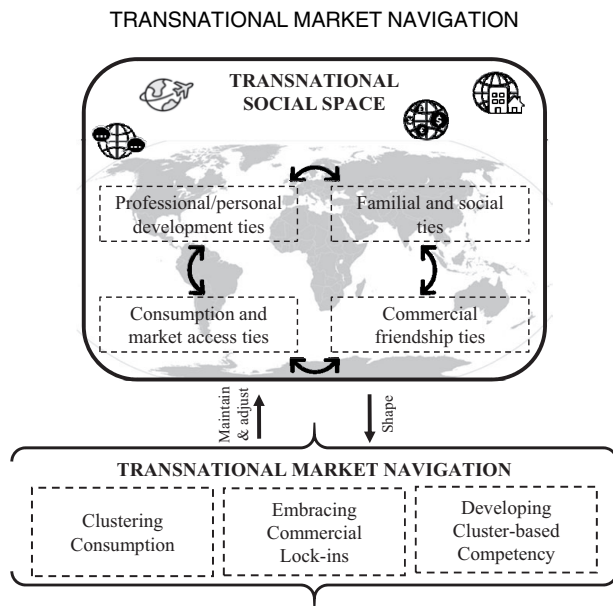 TRANSNATIONAL MARKET NAVIGATION
TRANSNATIONAL
SOCIAL SPACE
Professional/personal
development ties
Familial and social
ties
Consumption and
market access ties
Commercial
friendship ties
Maintain
& adjust
Shape
TRANSNATIONAL MARKET NAVIGATION
Clustering
Consumption
Embracing
Commercial
Lock-ins
Developing
Cluster-based
Competency